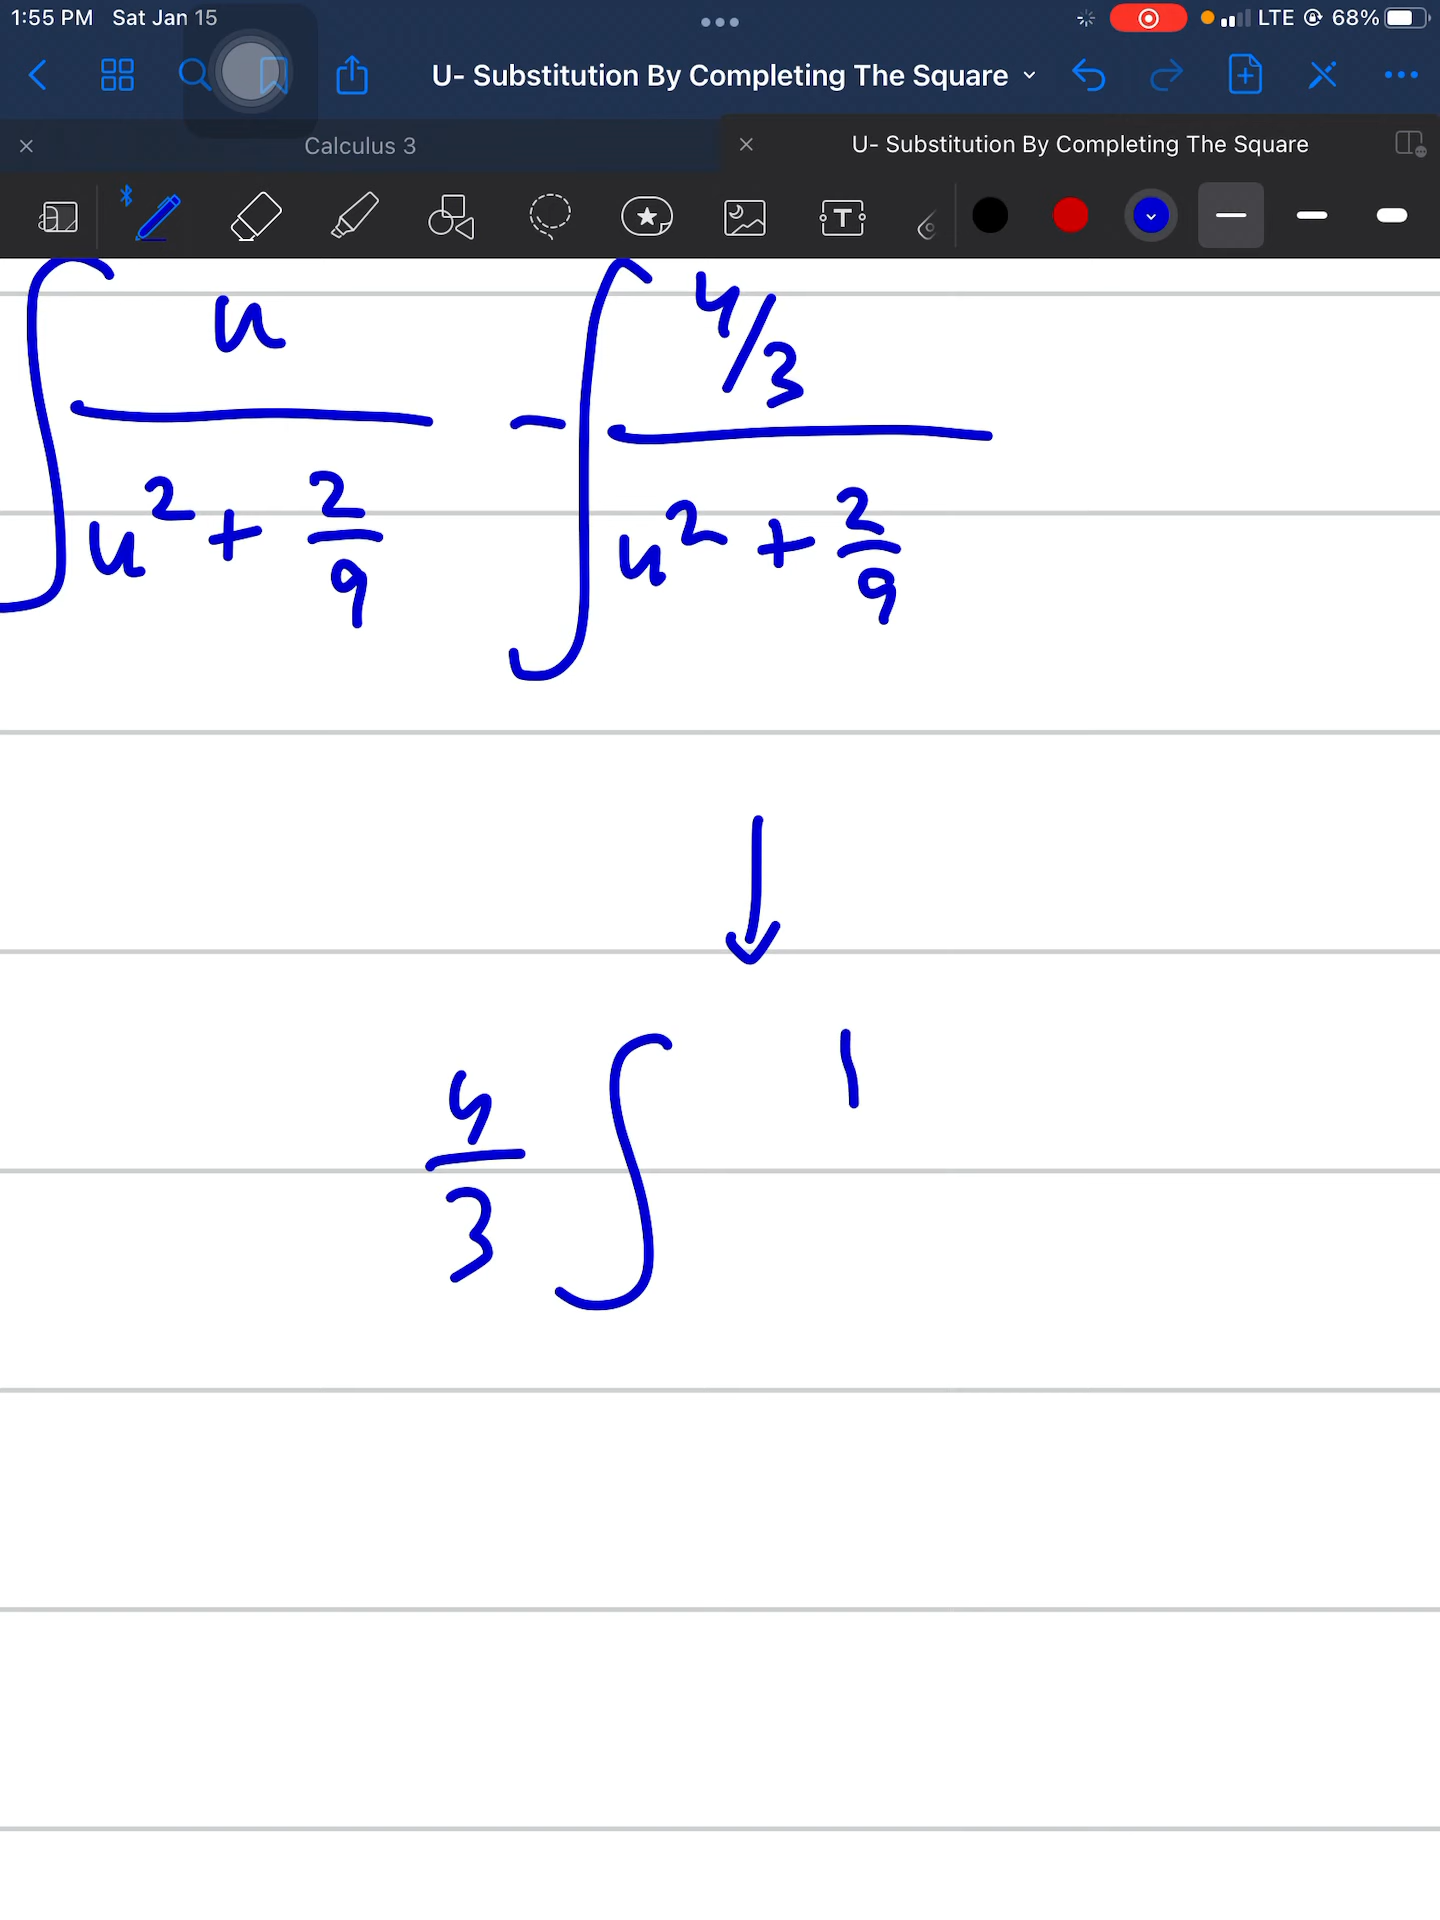 1:55 PM Sat Jan 15 LTE 68%
U- Substitution By Completing The Square
Calculus 3 U- Substitution By Completing The Square
T
∫ u / (u² + 2/9) - ∫ (4/3) / (u² + 2/9)
↓
4/3 ∫ 1